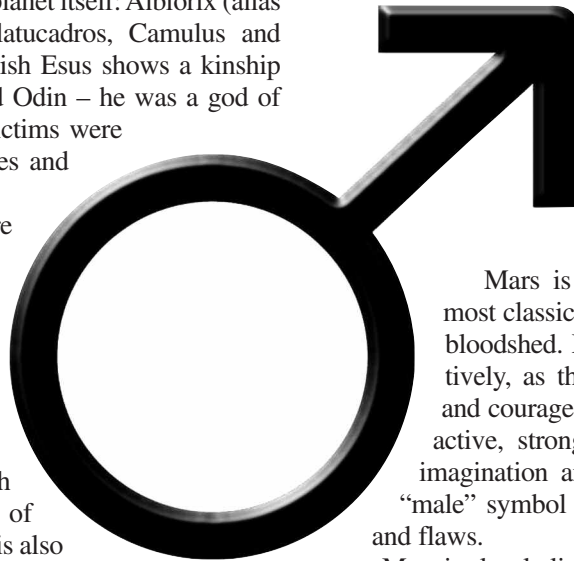 planet itself: Albiorix (alias
latucadros, Camulus and
ish Esus shows a kinship
Odin – he was a god of
ictims were
es and
re
Mars is
most classic
bloodshed.
tively, as th
and courage
active, strong
imagination a
of
"male" symbol
is also
and flaws.